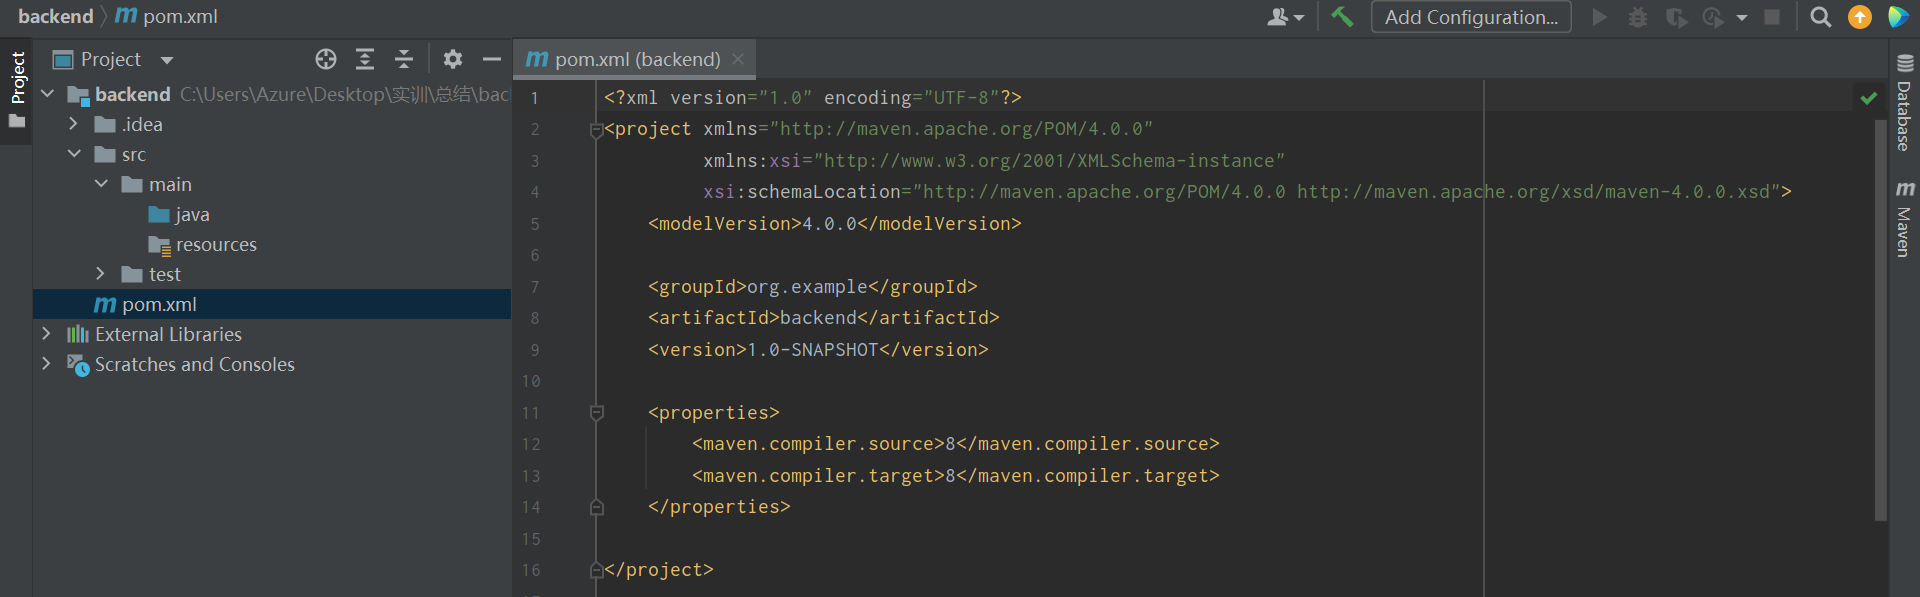 backend pom.xml
Add Configuration...
Project
Project
pom.xml (backend)
backend C:\Users\Azure\Desktop\实训\总结\bac
.idea
src
main
java
resources
test
pom.xml
External Libraries
Scratches and Consoles
1 <?xml version="1.0" encoding="UTF-8"?>
2 <project xmlns="http://maven.apache.org/POM/4.0.0"
3 xmlns:xsi="http://www.w3.org/2001/XMLSchema-instance"
4 xsi:schemaLocation="http://maven.apache.org/POM/4.0.0 http://maven.apache.org/xsd/maven-4.0.0.xsd">
5 <modelVersion>4.0.0</modelVersion>
6
7 <groupId>org.example</groupId>
8 <artifactId>backend</artifactId>
9 <version>1.0-SNAPSHOT</version>
10
11 <properties>
12 <maven.compiler.source>8</maven.compiler.source>
13 <maven.compiler.target>8</maven.compiler.target>
14 </properties>
15
16 </project>
Database
Maven